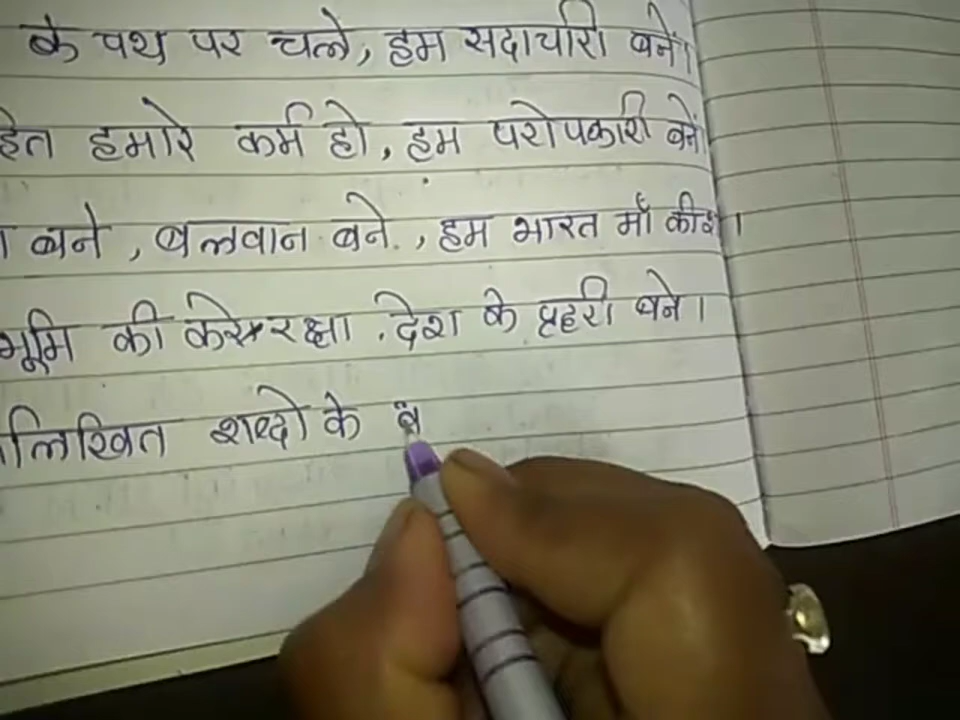 के पथ पर चले, हम सदाचारी बनें।
हित हमारे कर्म हो, हम परोपकारी बनें
बने, बलवान बने, हम भारत माँ की
भूमि की करे रक्षा. देश के प्रहरी बने।
लिखित शब्दो के